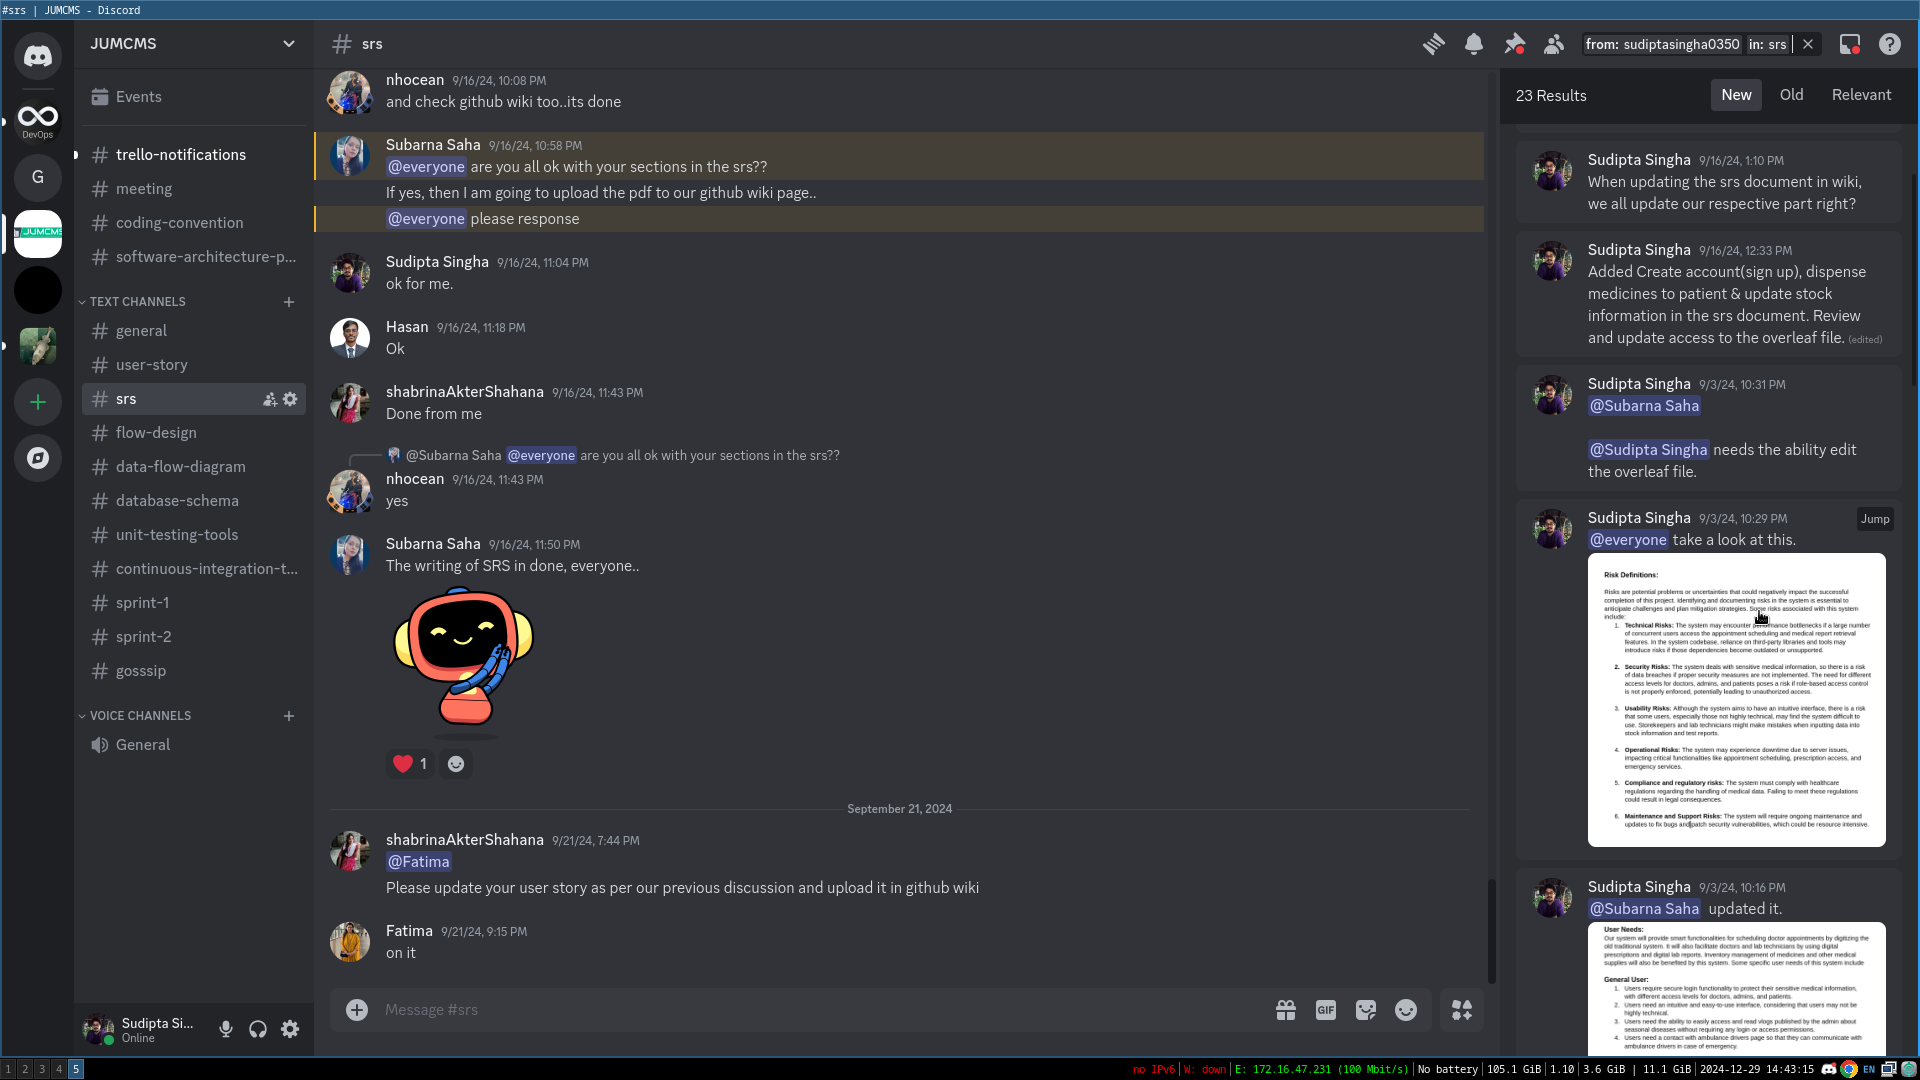 #srs | JUMCMS - Discord
JUMCMS
Events
trello-notifications
meeting
coding-convention
software-architecture-p...
TEXT CHANNELS
general
user-story
srs
flow-design
data-flow-diagram
database-schema
unit-testing-tools
continuous-integration-t...
sprint-1
sprint-2
gosssip
VOICE CHANNELS
General
DevOps
G
JUMCMS
Sudipta Si...
Online
srs
nhocean 9/16/24, 10:08 PM
and check github wiki too..its done
Subarna Saha 9/16/24, 10:58 PM
@everyone are you all ok with your sections in the srs??
If yes, then I am going to upload the pdf to our github wiki page..
@everyone please response
Sudipta Singha 9/16/24, 11:04 PM
ok for me.
Hasan 9/16/24, 11:18 PM
Ok
shabrinaAkterShahana 9/16/24, 11:43 PM
Done from me
@Subarna Saha @everyone are you all ok with your sections in the srs??
nhocean 9/16/24, 11:43 PM
yes
Subarna Saha 9/16/24, 11:50 PM
The writing of SRS in done, everyone..
1
September 21, 2024
shabrinaAkterShahana 9/21/24, 7:44 PM
@Fatima
Please update your user story as per our previous discussion and upload it in github wiki
Fatima 9/21/24, 9:15 PM
on it
Message #srs
GIF
from: sudiptasingha0350 in: srs
23 Results
New
Old
Relevant
Sudipta Singha 9/16/24, 1:10 PM
When updating the srs document in wiki,
we all update our respective part right?
Sudipta Singha 9/16/24, 12:33 PM
Added Create account(sign up), dispense
medicines to patient & update stock
information in the srs document. Review
and update access to the overleaf file. (edited)
Sudipta Singha 9/3/24, 10:31 PM
@Subarna Saha
@Sudipta Singha needs the ability edit
the overleaf file.
Sudipta Singha 9/3/24, 10:29 PM
Jump
@everyone take a look at this.
Risk Definitions:
Risks are potential problems or uncertainties that could negatively impact the successful
completion of this project. Identifying and documenting risks in the system is essential to
anticipate challenges and plan mitigation strategies. Some risks associated with this system
include:
1. Technical Risks: The system may encounter performance bottlenecks if a large number
of concurrent users access the appointment scheduling and medical report retrieval
features. In the system codebase, reliance on third-party libraries and tools may
introduce risks if those dependencies become outdated or unsupported.
2. Security Risks: The system deals with sensitive medical information, so there is a risk
of data breaches if proper security measures are not implemented. The need for different
access levels for doctors, admins, and patients poses a risk if role-based access control
is not properly enforced, potentially leading to unauthorized access.
3. Usability Risks: Although the system aims to have an intuitive interface, there is a risk
that some users, especially those not highly technical, may find the system difficult to
use. Storekeepers and lab technicians might make mistakes when inputting data into
stock information and test reports.
4. Operational Risks: The system may experience downtime due to server issues,
impacting critical functionalities like appointment scheduling, prescription access, and
emergency services.
5. Compliance and regulatory risks: The system must comply with healthcare
regulations regarding the handling of medical data. Failing to meet these regulations
could result in legal consequences.
6. Maintenance and Support Risks: The system will require ongoing maintenance and
updates to fix bugs and patch security vulnerabilities, which could be resource intensive.
Sudipta Singha 9/3/24, 10:16 PM
@Subarna Saha updated it.
User Needs:
Our system will provide smart functionalities for scheduling doctor appointments by digitizing the
old traditional system. It will also facilitate doctors and lab technicians by using digital
prescriptions and digital lab reports. Inventory management of medicines and other medical
supplies will also be benefited by this system. Some specific user needs of this system include
General User:
1. Users require secure login functionality to protect their sensitive medical information,
with different access levels for doctors, admins, and patients.
2. Users need an intuitive and easy-to-use interface, considering that users may not be
highly technical.
3. Users need the ability to easily access and read vlogs published by the admin about
seasonal diseases without requiring any login or access permissions.
4. Users need a contact with ambulance drivers page so that they can communicate with
ambulance drivers in case of emergency.
1 2 3 4 5
no IPv6 | W: down | E: 172.16.47.231 (100 Mbit/s) | No battery | 105.1 GiB | 1.10 | 3.6 GiB | 11.1 GiB | 2024-12-29 14:43:15
EN